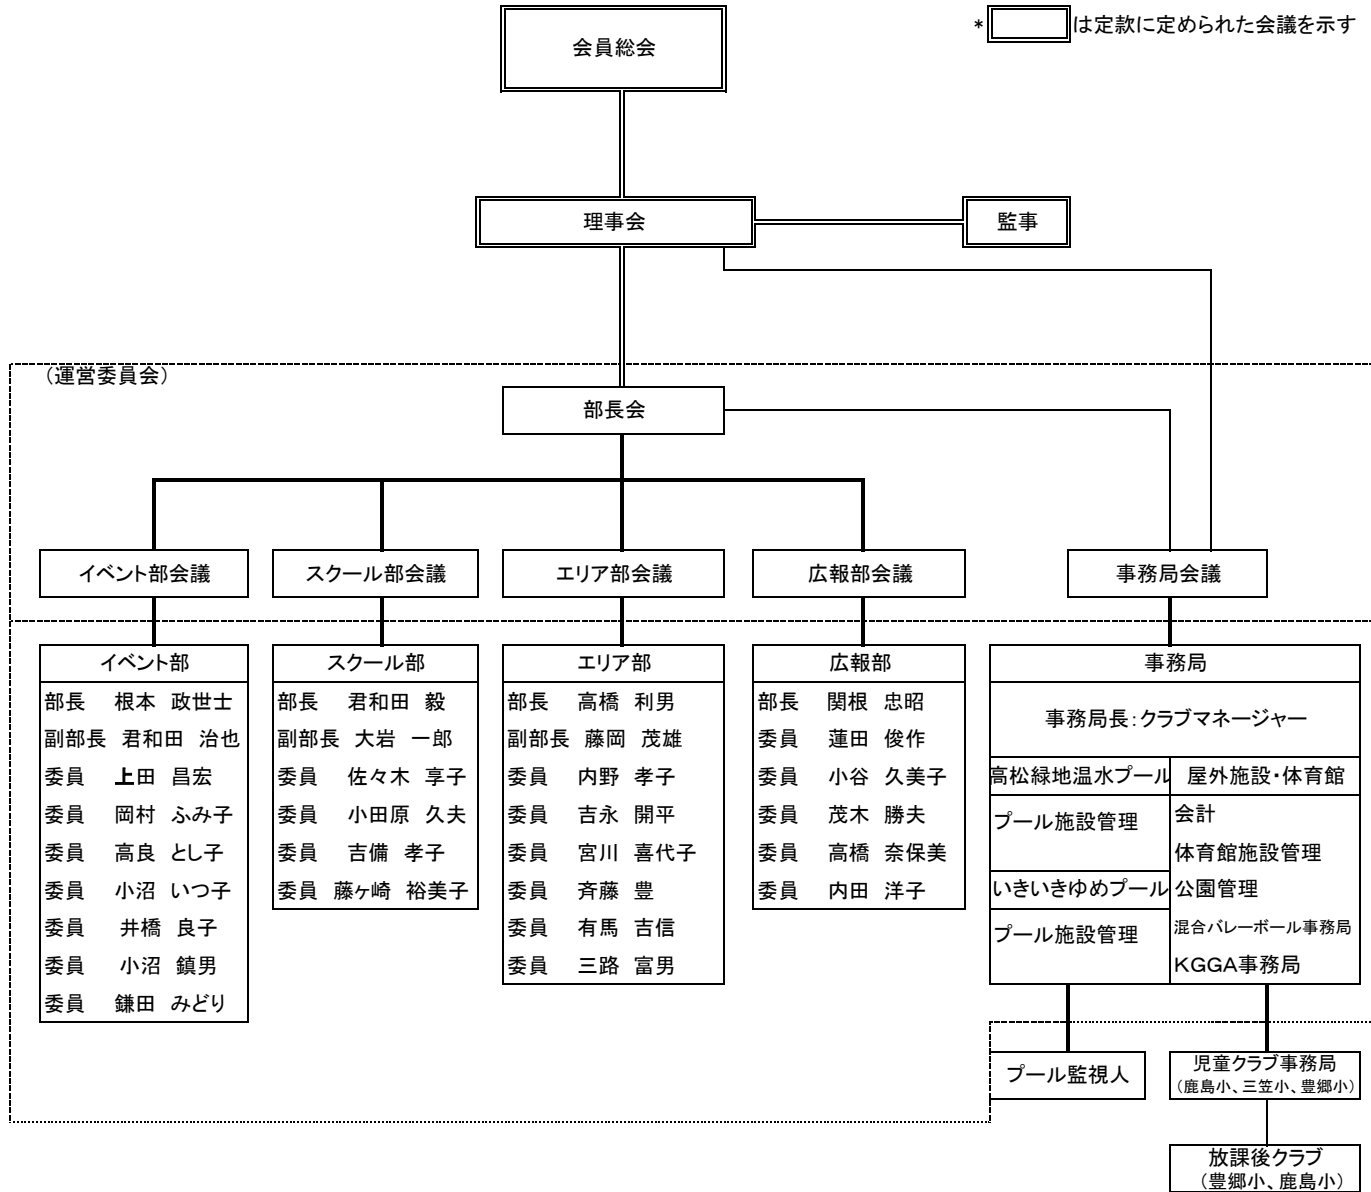 会員総会
*　　は定款に定められた会議を示す
理事会
監事
(運営委員会)
部長会
イベント部会議
スクール部会議
エリア部会議
広報部会議
事務局会議
イベント部
部長 根本 政世士
副部長 君和田 治也
委員 上田 昌宏
委員 岡村 ふみ子
委員 高良 とし子
委員 小沼 いつ子
委員 井橋 良子
委員 小沼 鎮男
委員 鎌田 みどり
スクール部
部長 君和田 毅
副部長 大岩 一郎
委員 佐々木 享子
委員 小田原 久夫
委員 吉備 孝子
委員 藤ヶ崎 裕美子
エリア部
部長 高橋 利男
副部長 藤岡 茂雄
委員 内野 孝子
委員 吉永 開平
委員 宮川 喜代子
委員 斉藤 豊
委員 有馬 吉信
委員 三路 富男
広報部
部長 関根 忠昭
委員 蓮田 俊作
委員 小谷 久美子
委員 茂木 勝夫
委員 高橋 奈保美
委員 内田 洋子
事務局
事務局長：クラブマネージャー
高松緑地温水プール
プール施設管理
いきいきゆめプール
プール施設管理
屋外施設・体育館
会計
体育館施設管理
公園管理
混合バレーボール事務局
KGGA事務局
プール監視人
児童クラブ事務局
(鹿島小、三笠小、豊郷小)
放課後クラブ
(豊郷小、鹿島小)